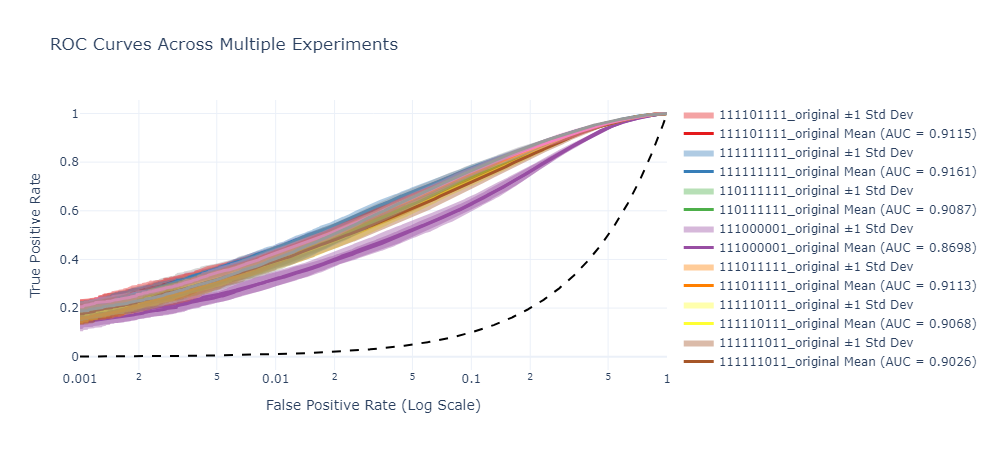 ROC Curves Across Multiple Experiments
True Positive Rate
1
0.8
0.6
0.4
0.2
0
0.001
2
5
0.01
2
5
0.1
2
5
1
False Positive Rate (Log Scale)
111101111_original ±1 Std Dev
111101111_original Mean (AUC = 0.9115)
111111111_original ±1 Std Dev
111111111_original Mean (AUC = 0.9161)
110111111_original ±1 Std Dev
110111111_original Mean (AUC = 0.9087)
111000001_original ±1 Std Dev
111000001_original Mean (AUC = 0.8698)
111011111_original ±1 Std Dev
111011111_original Mean (AUC = 0.9113)
111110111_original ±1 Std Dev
111110111_original Mean (AUC = 0.9068)
111111011_original ±1 Std Dev
111111011_original Mean (AUC = 0.9026)